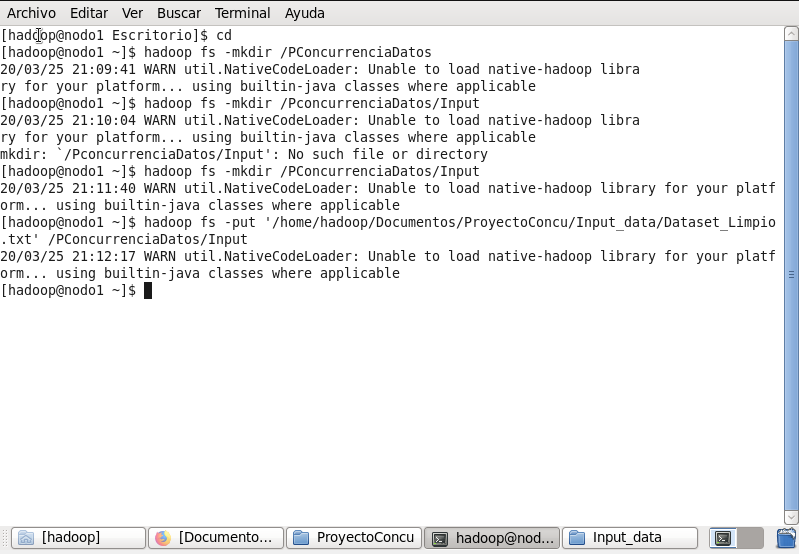 Archivo Editar Ver Buscar Terminal Ayuda
[hadoop@nodo1 Escritorio]$ cd
[hadoop@nodo1 ~]$ hadoop fs -mkdir /PConcurrenciaDatos
20/03/25 21:09:41 WARN util.NativeCodeLoader: Unable to load native-hadoop libra
ry for your platform... using builtin-java classes where applicable
[hadoop@nodo1 ~]$ hadoop fs -mkdir /PconcurrenciaDatos/Input
20/03/25 21:10:04 WARN util.NativeCodeLoader: Unable to load native-hadoop libra
ry for your platform... using builtin-java classes where applicable
mkdir: `/PconcurrenciaDatos/Input': No such file or directory
[hadoop@nodo1 ~]$ hadoop fs -mkdir /PConcurrenciaDatos/Input
20/03/25 21:11:40 WARN util.NativeCodeLoader: Unable to load native-hadoop library for your platf
orm... using builtin-java classes where applicable
[hadoop@nodo1 ~]$ hadoop fs -put '/home/hadoop/Documentos/ProyectoConcu/Input_data/Dataset_Limpio
.txt' /PConcurrenciaDatos/Input
20/03/25 21:12:17 WARN util.NativeCodeLoader: Unable to load native-hadoop library for your platf
orm... using builtin-java classes where applicable
[hadoop@nodo1 ~]$
[hadoop] [Documento... ProyectoConcu hadoop@nod... Input_data